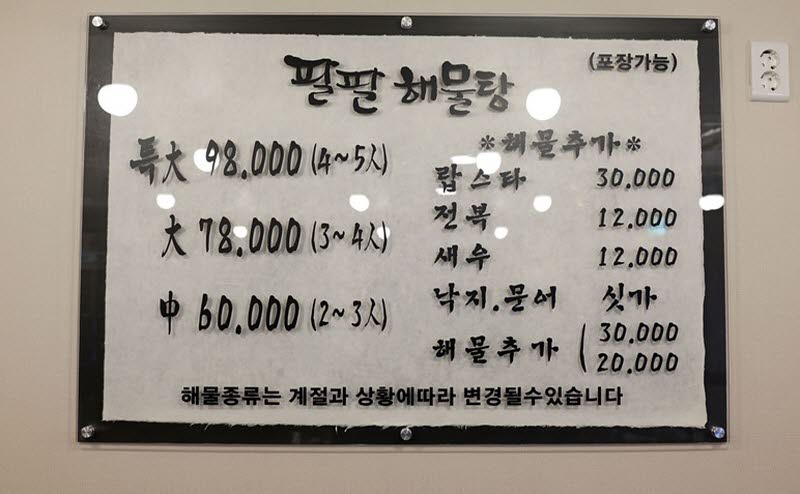 팔팔 해물탕
(포장가능)
특大 98.000 (4~5人)
大 78.000 (3~4人)
中 60.000 (2~3人)
*해물추가*
랍스타 30.000
전복 12.000
새우 12.000
낙지.문어 싯가
해물추가 ( 30.000
20.000
해물종류는 계절과 상황에따라 변경될수있습니다